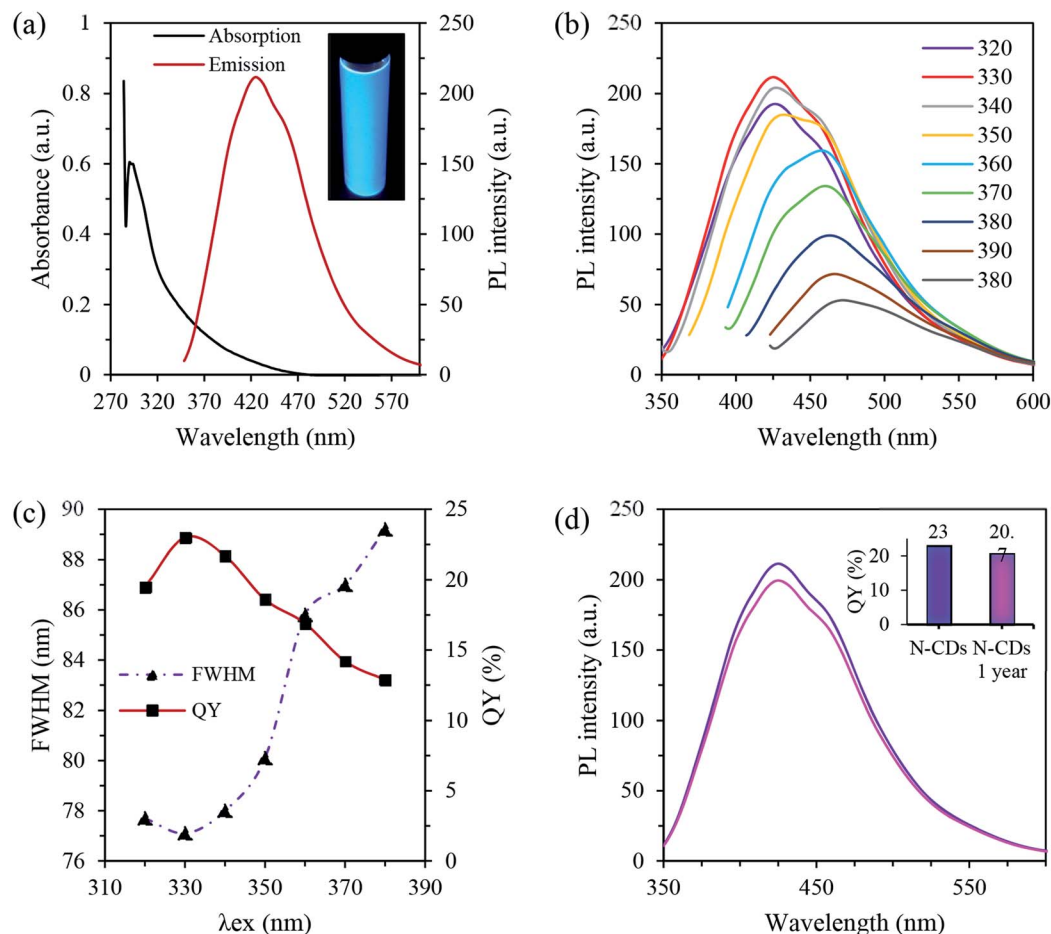 (a)
Absorption
Emission
Absorbance (a.u.)
PL intensity (a.u.)
1
0.8
0.6
0.4
0.2
0
250
200
150
100
50
0
270 320 370 420 470 520 570
Wavelength (nm)
(b)
PL intensity (a.u.)
250
200
150
100
50
0
320
330
340
350
360
370
380
390
380
350 400 450 500 550 600
Wavelength (nm)
(c)
FWHM (nm)
QY (%)
90
88
86
84
82
80
78
76
25
20
15
10
5
0
FWHM
QY
310 330 350 370 390
λex (nm)
(d)
PL intensity (a.u.)
250
200
150
100
50
0
350 450 550
Wavelength (nm)
QY (%)
20
10
0
23
20.
7
N-CDs N-CDs
1 year